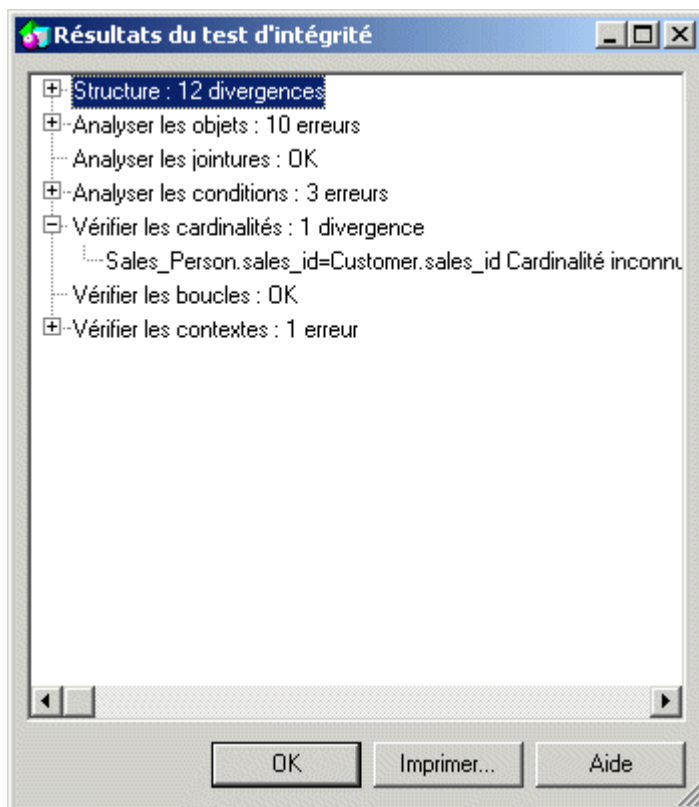 Résultats du test d'intégrité
Structure : 12 divergences
Analyser les objets : 10 erreurs
Analyser les jointures : OK
Analyser les conditions : 3 erreurs
Vérifier les cardinalités : 1 divergence
Sales_Person.sales_id=Customer.sales_id Cardinalité inconnu
Vérifier les boucles : OK
Vérifier les contextes : 1 erreur
OK Imprimer... Aide